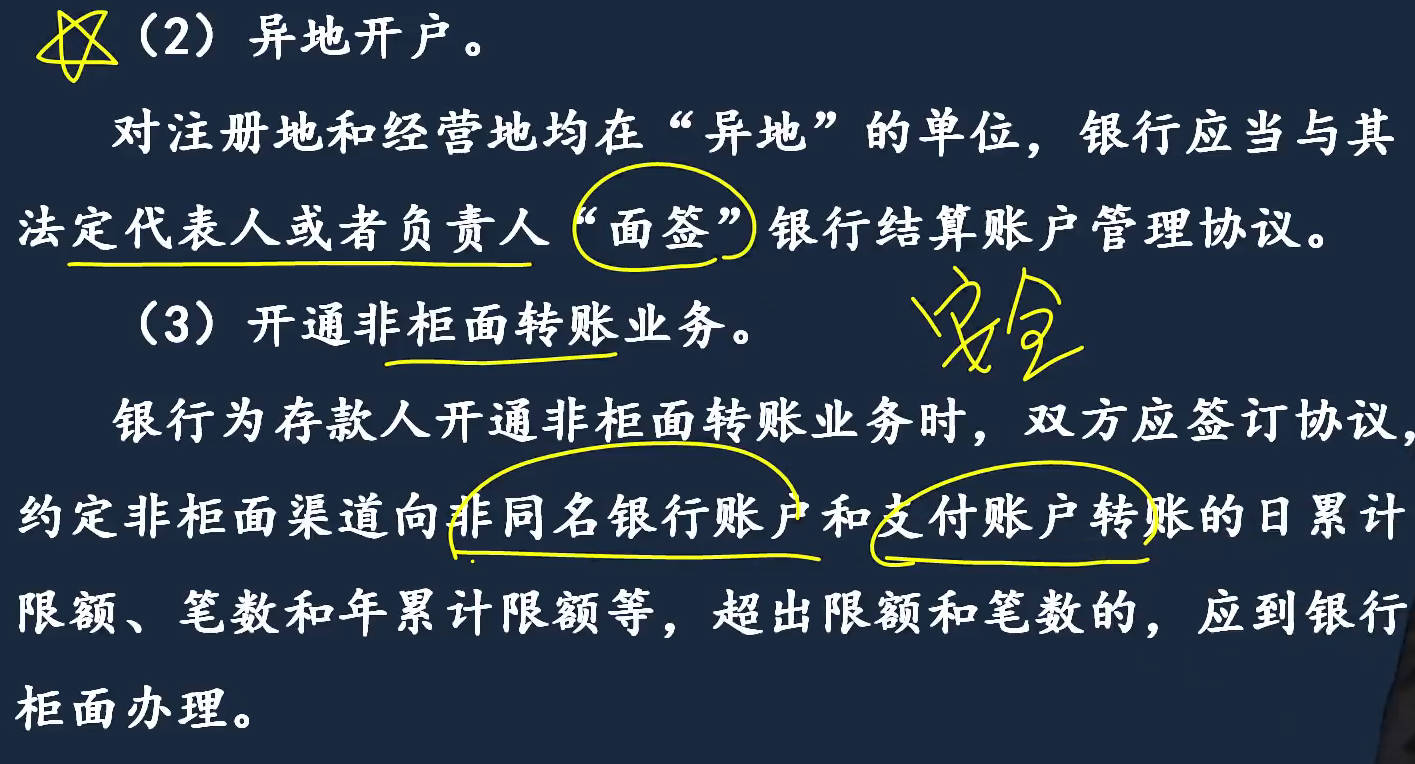 (2)异地开户。
对注册地和经营地均在“异地”的单位,银行应当与其
法定代表人或者负责人“面签”银行结算账户管理协议。
(3)开通非柜面转账业务。
安全
银行为存款人开通非柜面转账业务时,双方应签订协议,
约定非柜面渠道向非同名银行账户和支付账户转账的日累计
限额、笔数和年累计限额等,超出限额和笔数的,应到银行
柜面办理。